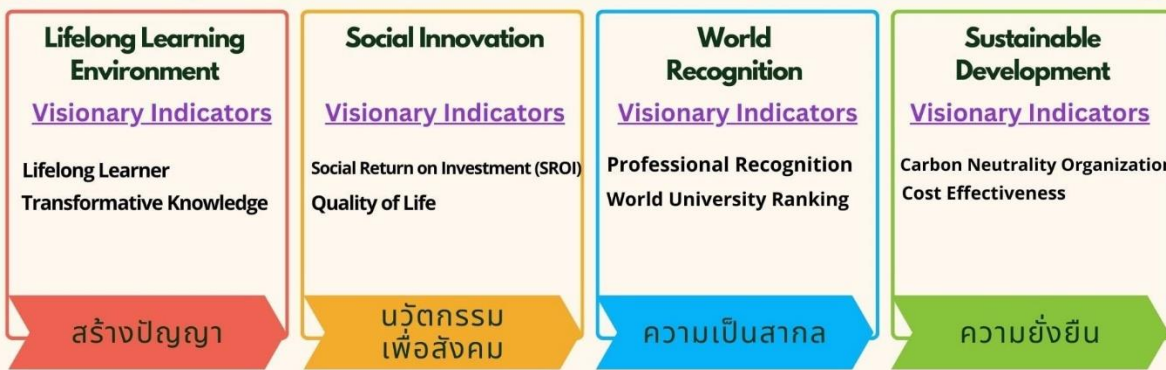 Lifelong Learning
Environment
Visionary Indicators
Lifelong Learner
Transformative Knowledge
สร้างปัญญา
Social Innovation
Visionary Indicators
Social Return on Investment (SROI)
Quality of Life
นวัตกรรม
เพื่อสังคม
World
Recognition
Visionary Indicators
Professional Recognition
World University Ranking
ความเป็นสากล
Sustainable
Development
Visionary Indicators
Carbon Neutrality Organization
Cost Effectiveness
ความยั่งยืน